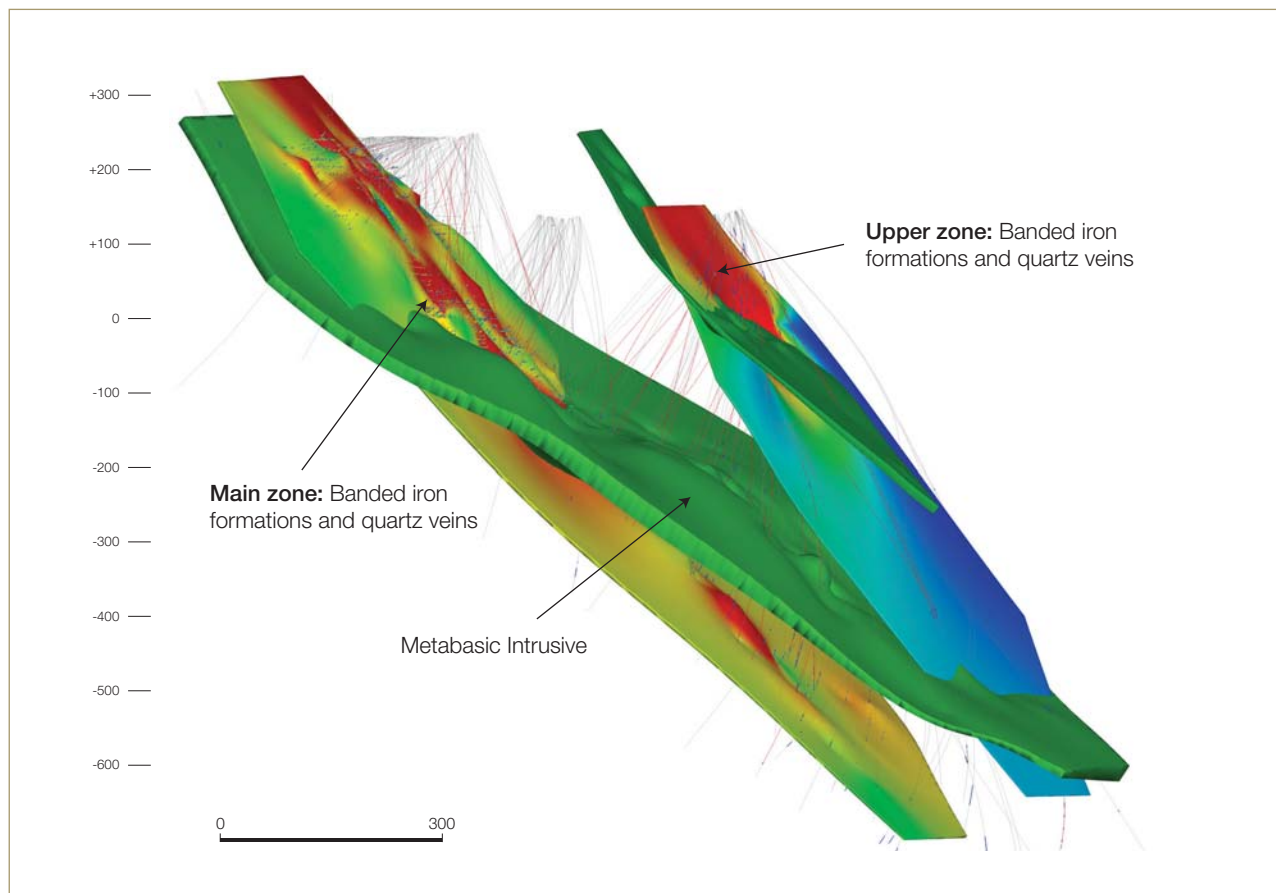 +300
+200
+100
0
-100
-200
-300
-400
-500
-600
Upper zone: Banded iron
formations and quartz veins
Main zone: Banded iron
formations and quartz veins
Metabasic Intrusive
0 300